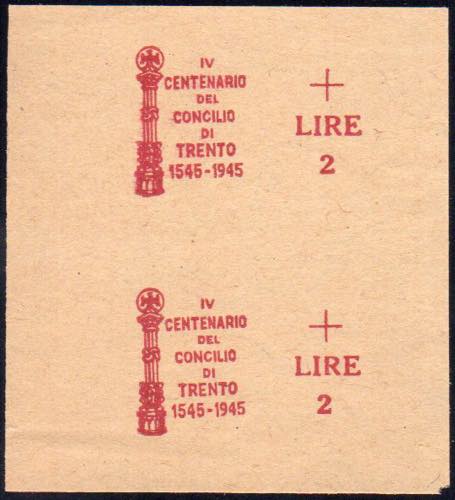 IV
CENTENARIO
DEL
CONCILIO
DI
TRENTO
1545-1945
+
LIRE
2
IV
CENTENARIO
DEL
CONCILIO
DI
TRENTO
1545-1945
+
LIRE
2